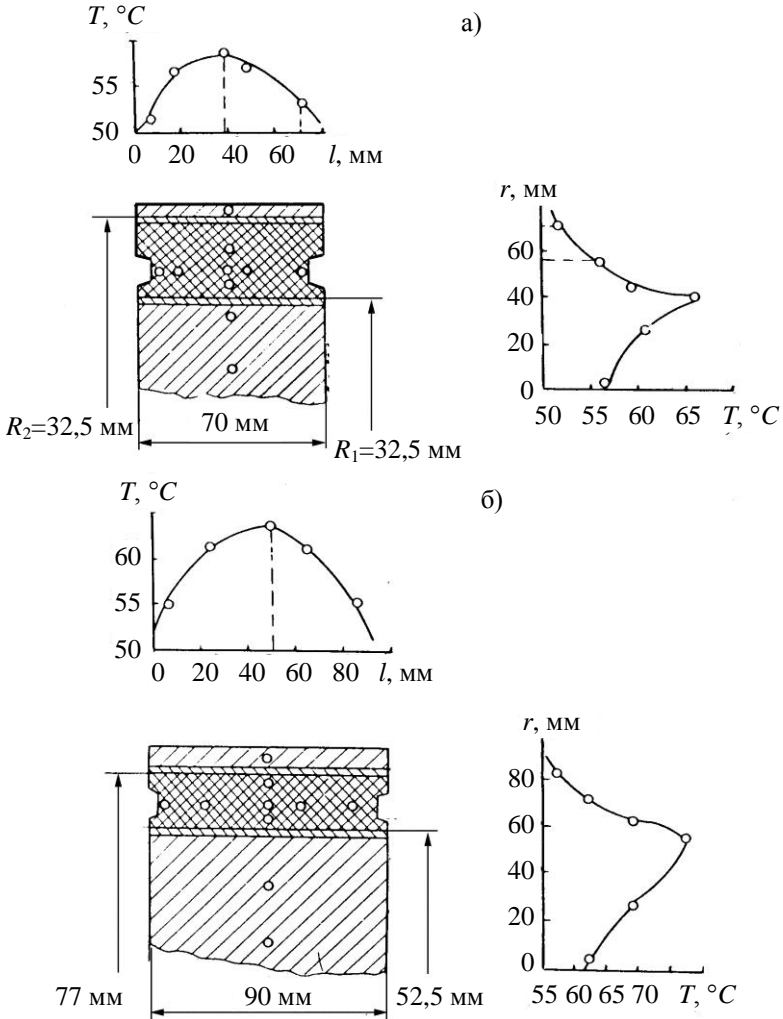 T, °C
а)
55
50
0 20 40 60 l, мм
r, мм
60
40
20
0
50 55 60 65 T, °C
R₂=32,5 мм
70 мм
R₁=32,5 мм
T, °C
б)
60
55
50
0 20 40 60 80 l, мм
r, мм
80
60
40
20
0
55 60 65 70 T, °C
77 мм
90 мм
52,5 мм